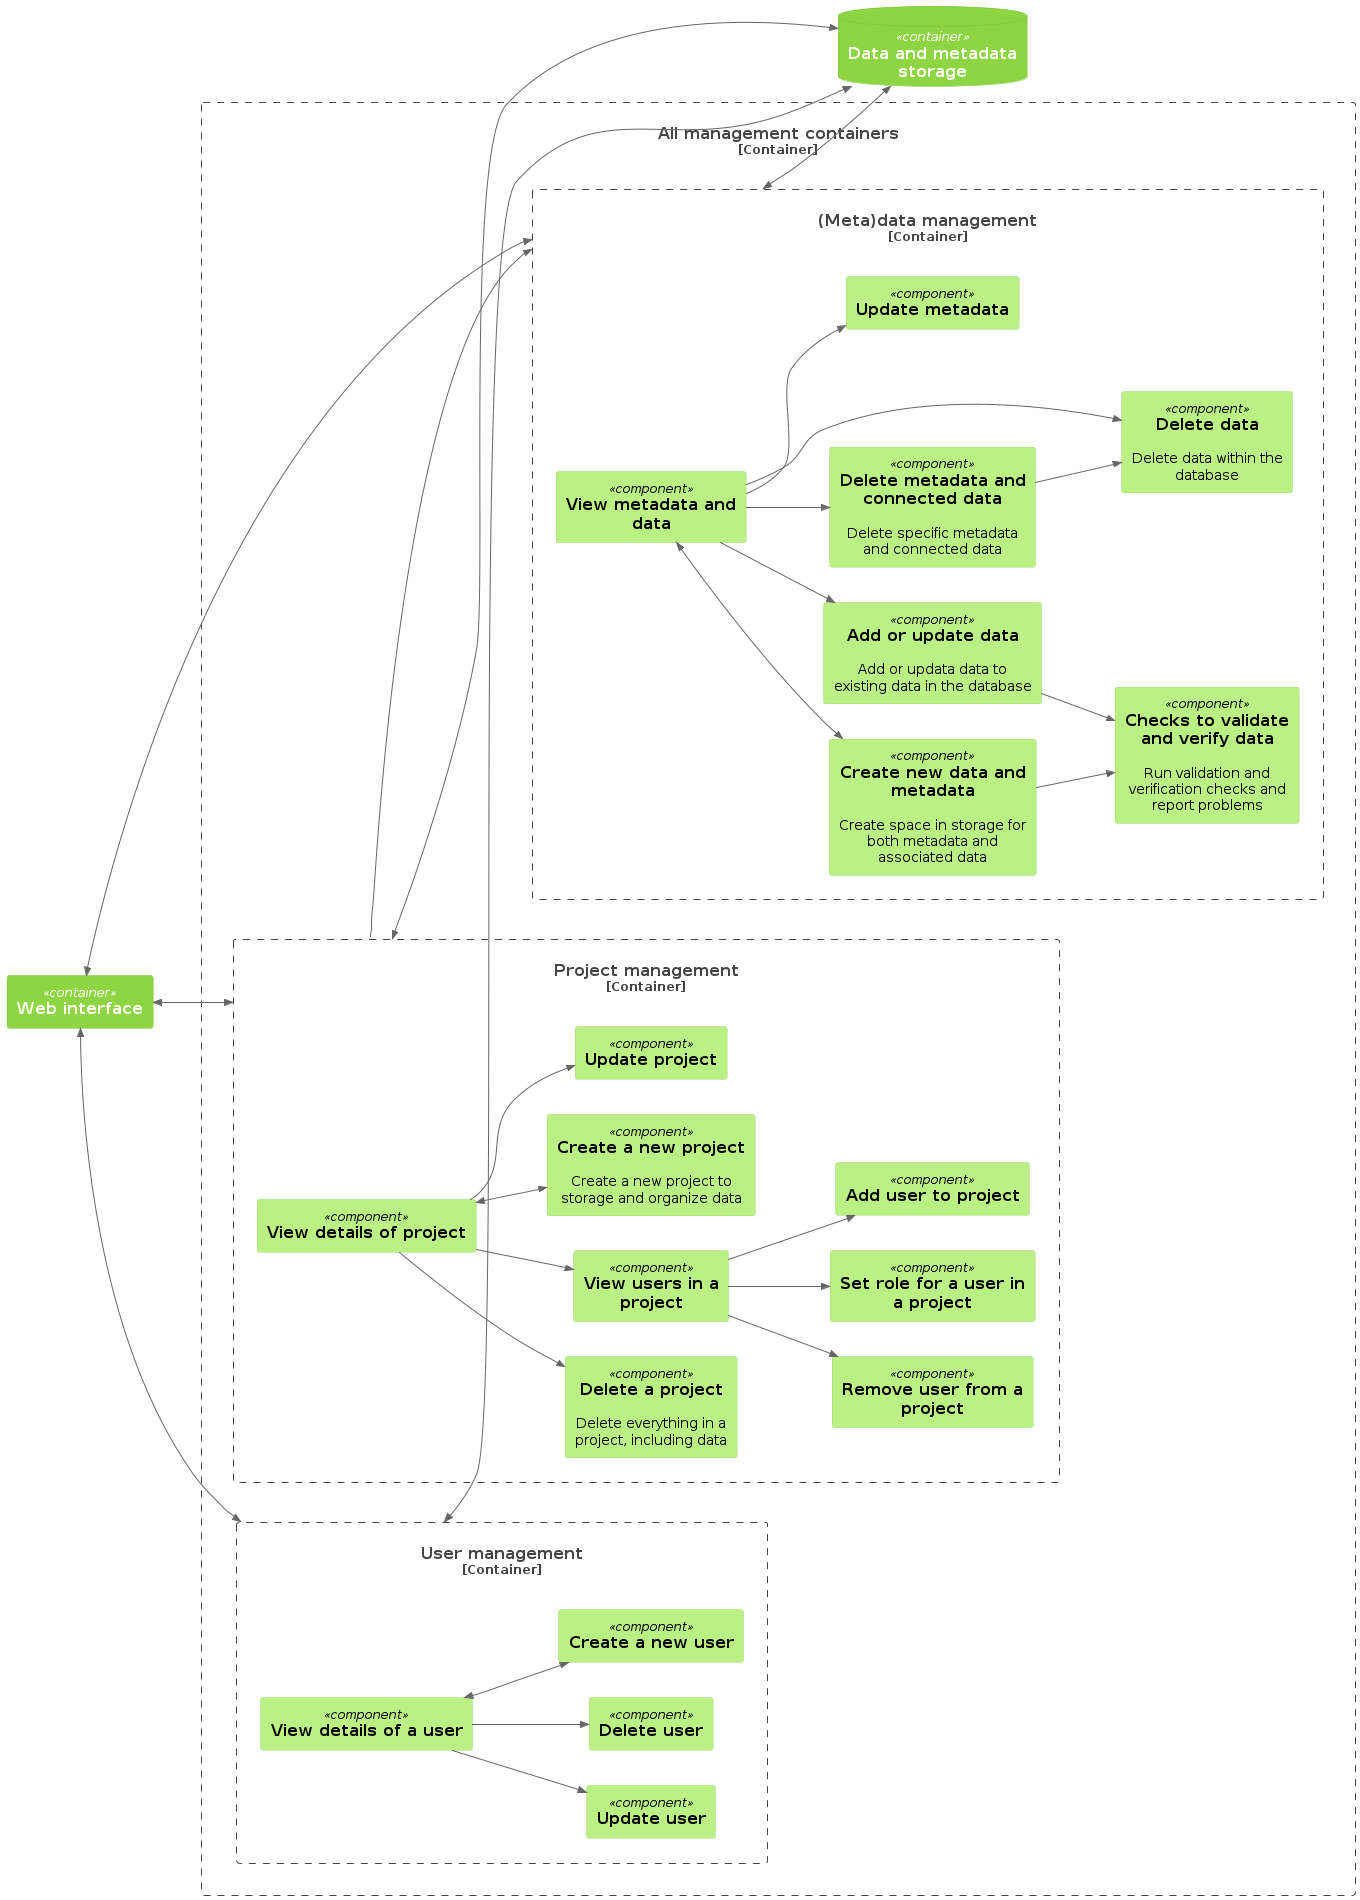 «container»
Data and metadata
storage
All management containers
[Container]
(Meta)data management
[Container]
«component»
Update metadata
«component»
Delete data
Delete data within the
database
«component»
Delete metadata and
connected data
Delete specific metadata
and connected data
«component»
View metadata and
data
«component»
Add or update data
Add or updata data to
existing data in the database
«component»
Checks to validate
and verify data
Run validation and
verification checks and
report problems
«component»
Create new data and
metadata
Create space in storage for
both metadata and
associated data
«container»
Web interface
Project management
[Container]
«component»
Update project
«component»
Create a new project
Create a new project to
storage and organize data
«component»
Add user to project
«component»
View details of project
«component»
View users in a
project
«component»
Set role for a user in
a project
«component»
Delete a project
Delete everything in a
project, including data
«component»
Remove user from a
project
User management
[Container]
«component»
Create a new user
«component»
View details of a user
«component»
Delete user
«component»
Update user